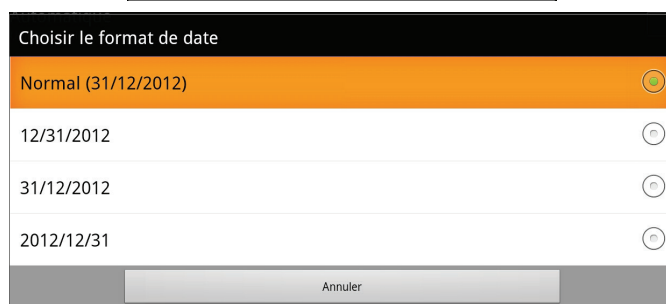 Choisir le format de date
Normal (31/12/2012)
12/31/2012
31/12/2012
2012/12/31
Annuler